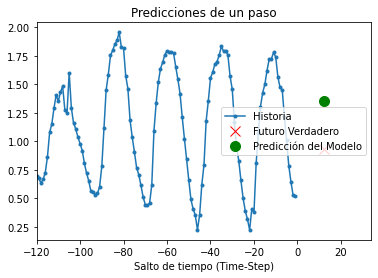 Predicciones de un paso
2.00
1.75
1.50
1.25
1.00
0.75
0.50
0.25
Historia
Futuro Verdadero
Predicción del Modelo
−120 −100 −80 −60 −40 −20 0 20
Salto de tiempo (Time-Step)